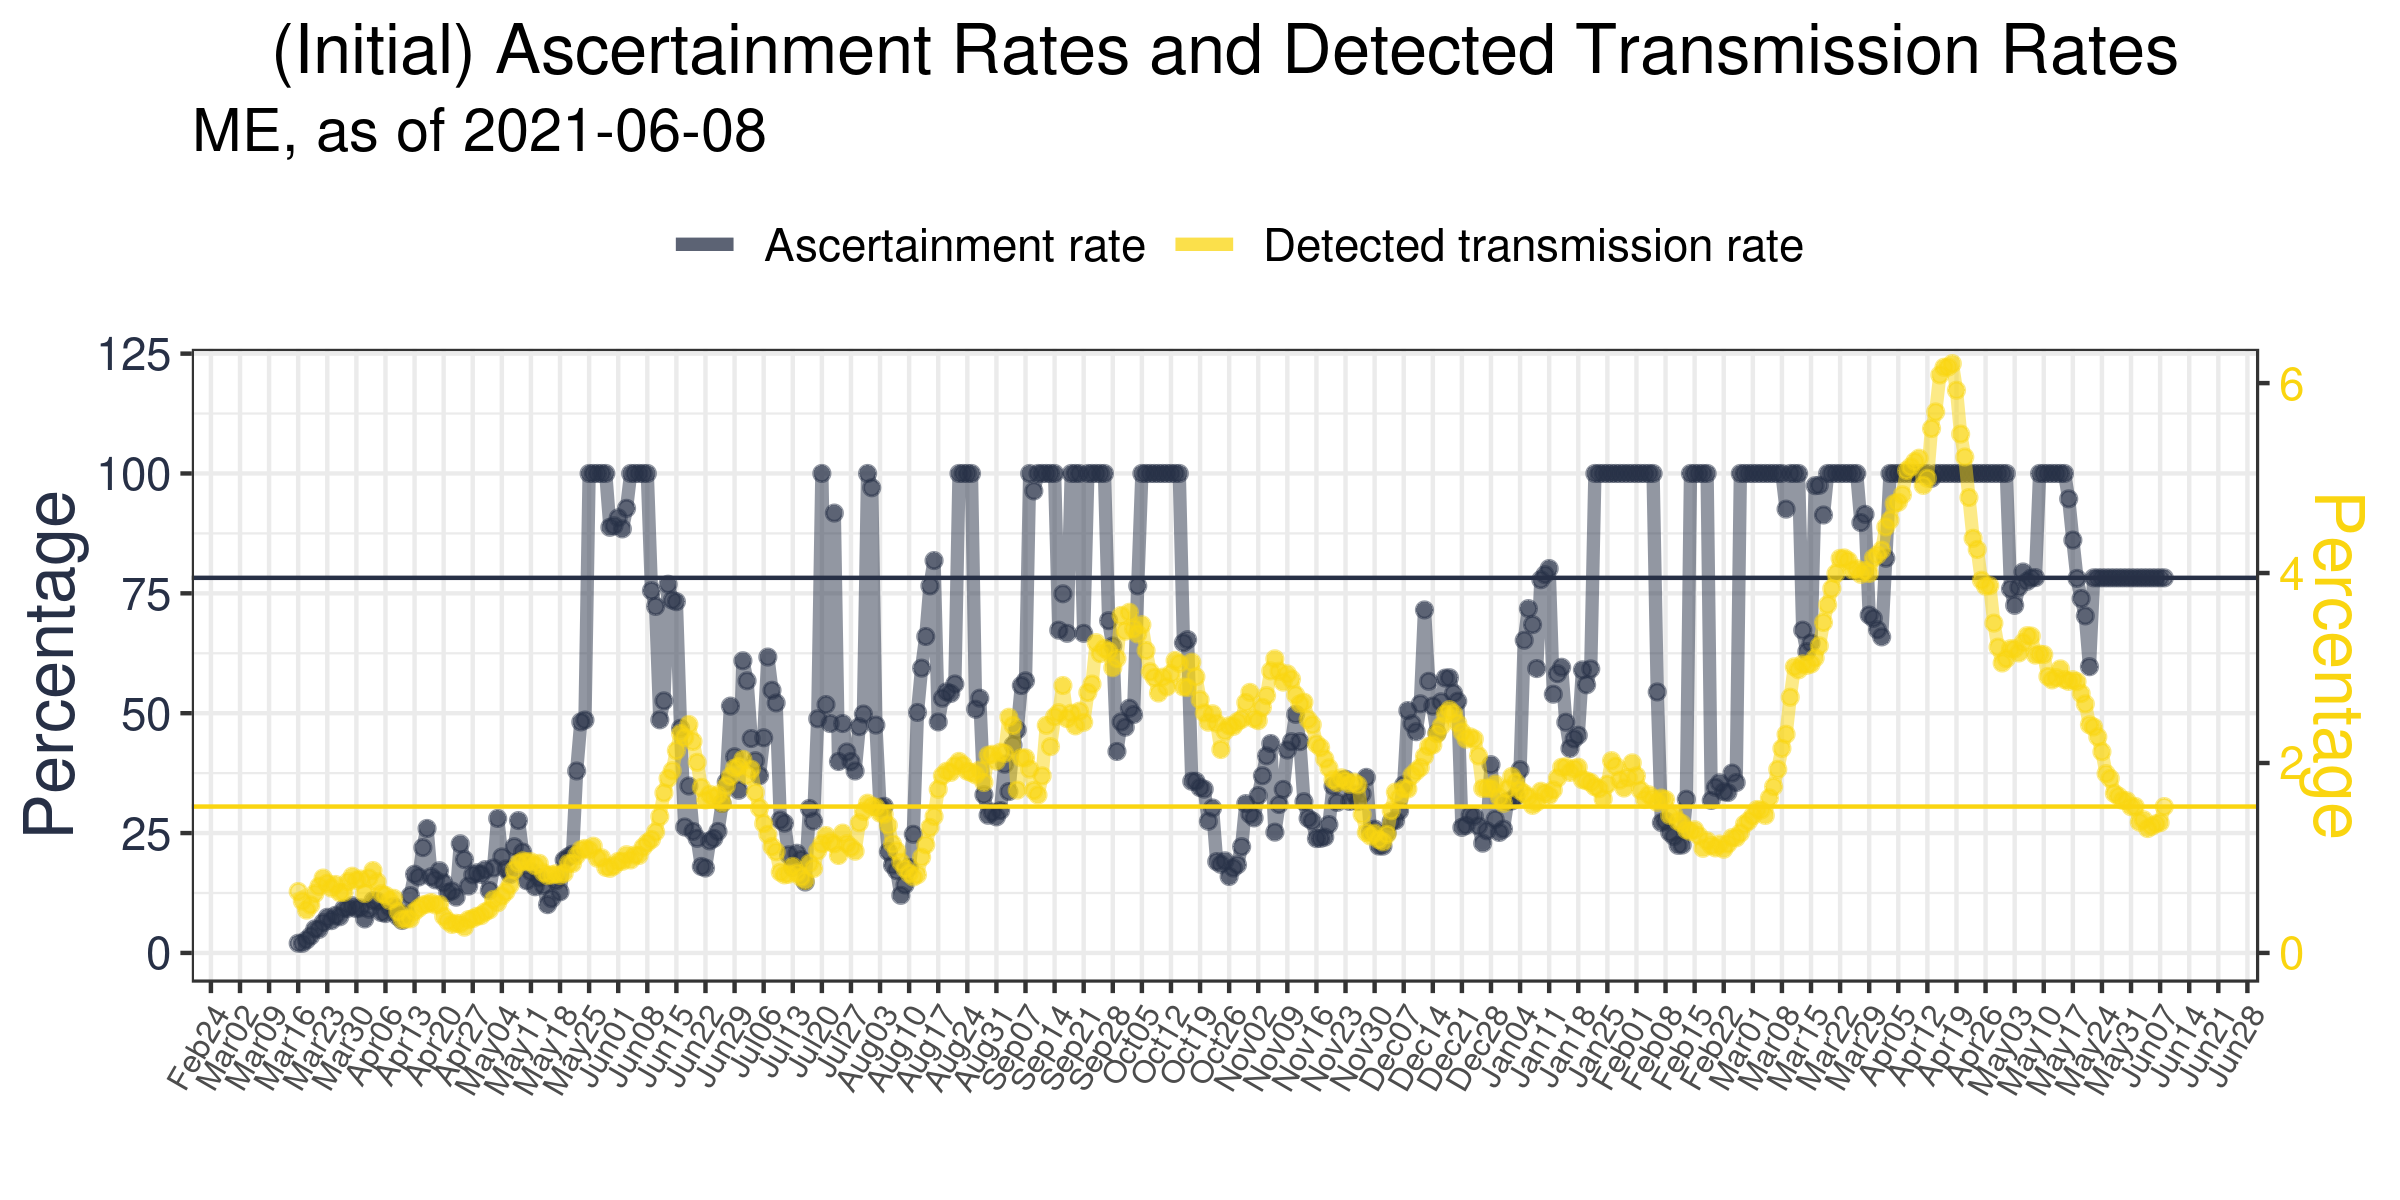 (Initial) Ascertainment Rates and Detected Transmission Rates
ME, as of 2021-06-08
Ascertainment rate Detected transmission rate
Percentage
125
100
75
50
25
0
6
4
2
0
Percentage
Feb24
Mar02
Mar09
Mar16
Mar23
Mar30
Apr06
Apr13
Apr20
Apr27
May04
May11
May18
May25
Jun01
Jun08
Jun15
Jun22
Jun29
Jul06
Jul13
Jul20
Jul27
Aug03
Aug10
Aug17
Aug24
Aug31
Sep07
Sep14
Sep21
Sep28
Oct05
Oct12
Oct19
Oct26
Nov02
Nov09
Nov16
Nov23
Nov30
Dec07
Dec14
Dec21
Dec28
Jan04
Jan11
Jan18
Jan25
Feb01
Feb08
Feb15
Feb22
Mar01
Mar08
Mar15
Mar22
Mar29
Apr05
Apr12
Apr19
Apr26
May03
May10
May17
May24
May31
Jun07
Jun14
Jun21
Jun28